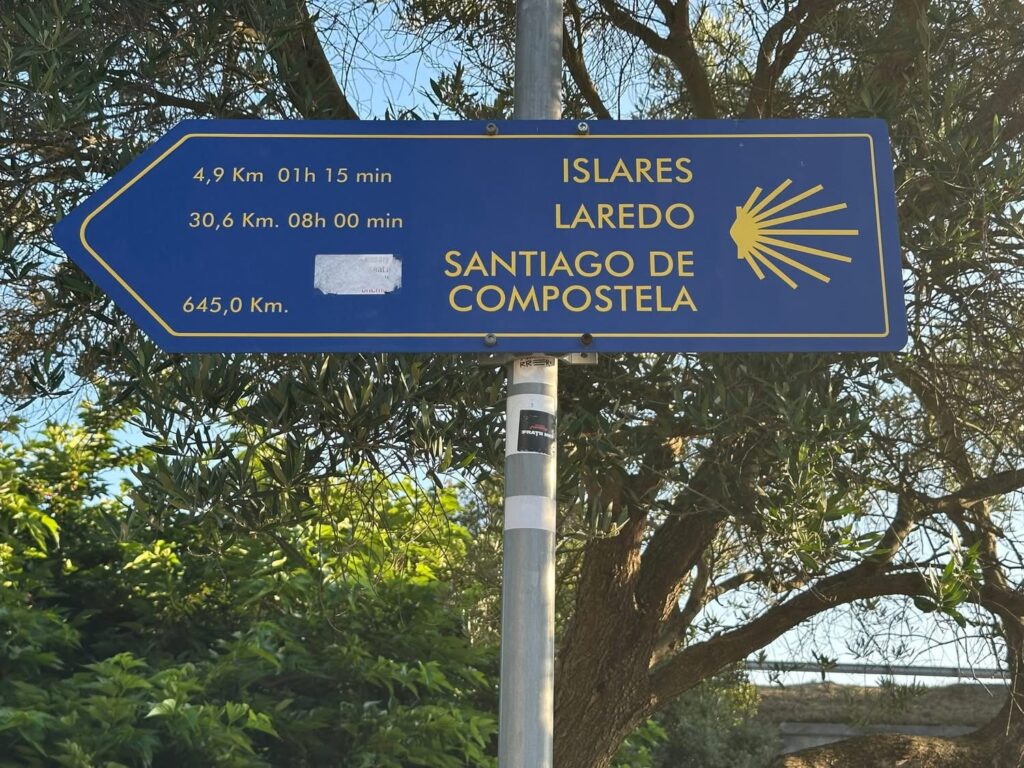 4,9 Km 01h 15 min ISLARES
30,6 Km. 08h 00 min LAREDO
SANTIAGO DE
645,0 Km. COMPOSTELA